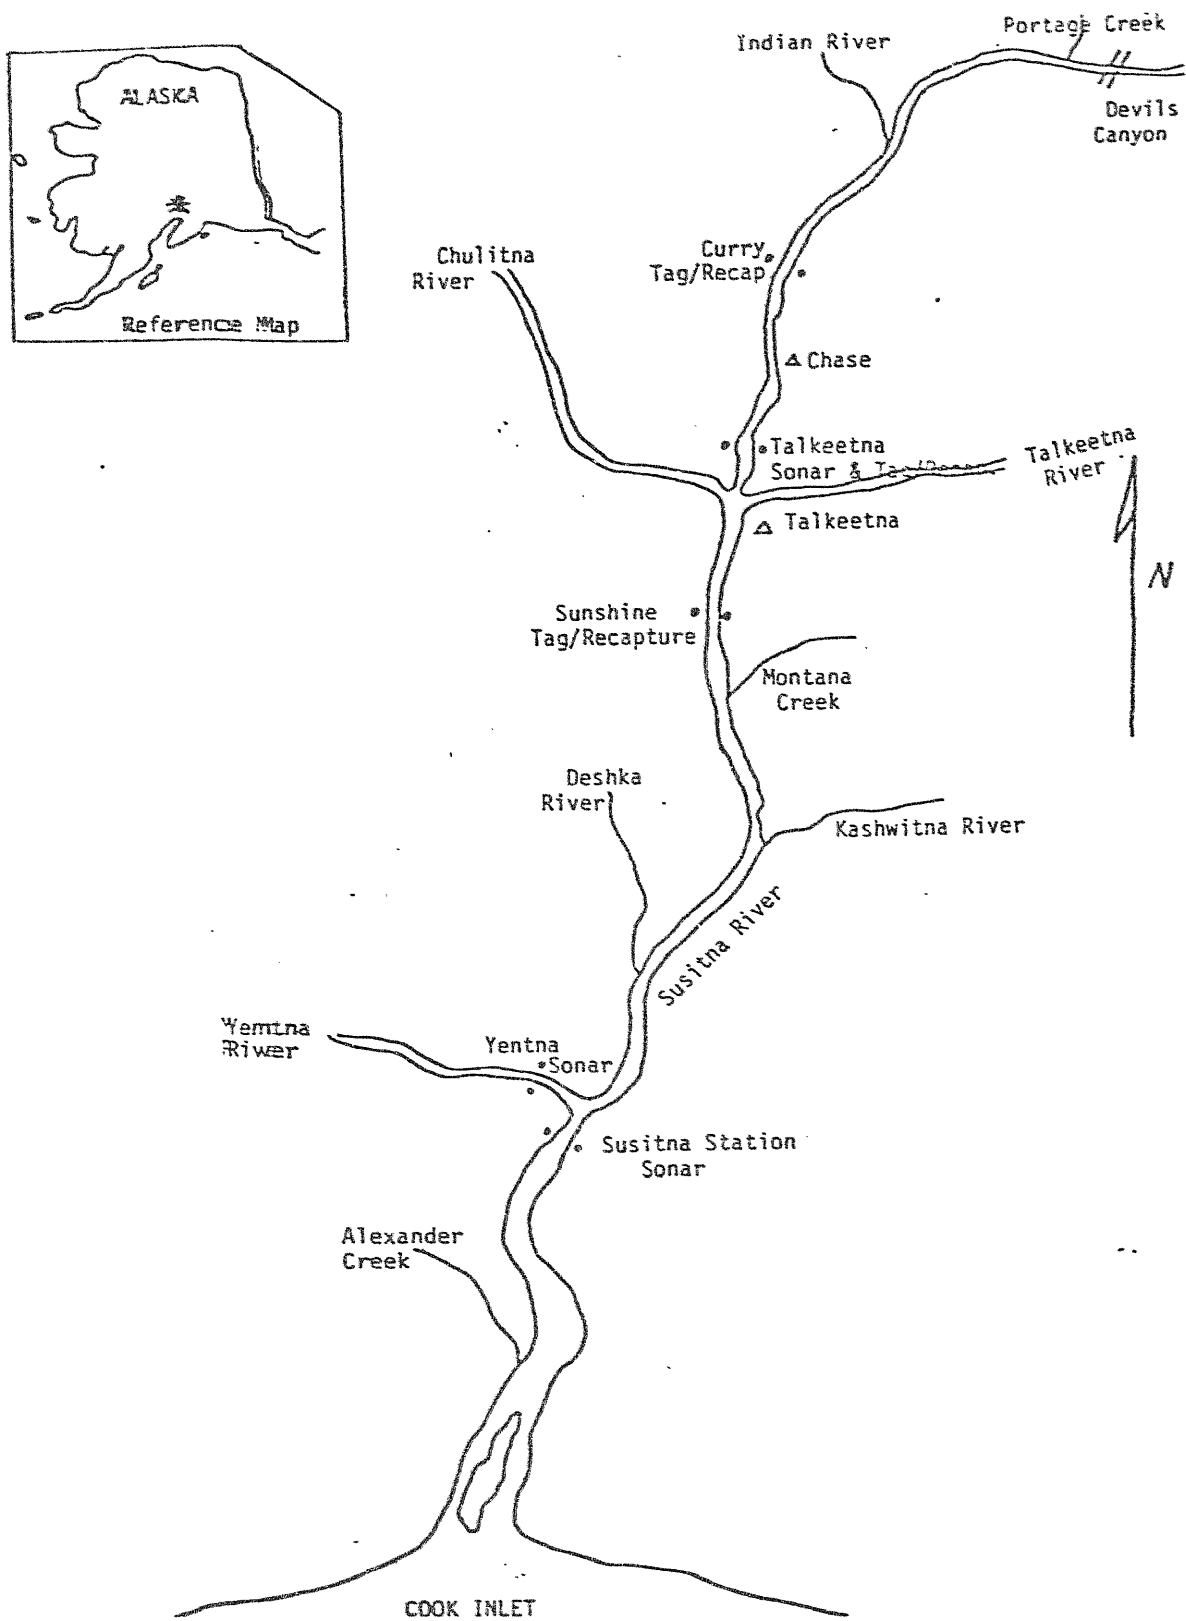 Portage Creek
Indian River
ALASKA
Devils
Canyon
Reference Map
Curry
Tag/Recap
Chulitna
River
Chase
Talkeetna
Sonar &
Talkeetna
River
Talkeetna
N
Sunshine
Tag/Recapture
Montana
Creek
Deshka
River
Kashwitna River
Susitna River
Yentna
River
Yentna
Sonar
Susitna Station
Sonar
Alexander
Creek
COOK INLET